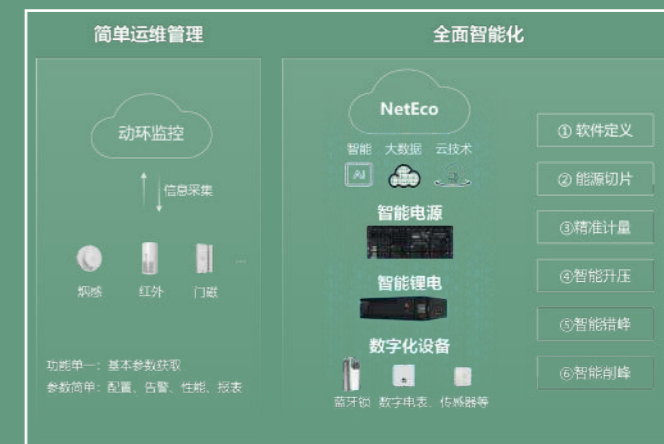 简单运维管理
动环监控
信息采集
烟感 红外 门磁 ...
功能单一：基本参数获取
参数简单：配置、告警、性能、报表
全面智能化
NetEco
智能 大数据 云技术
AI
智能电源
智能锂电
数字化设备
蓝牙锁 数字电表、传感器等
① 软件定义
② 能源切片
③精准计量
④智能升压
⑤智能错峰
⑥智能削峰